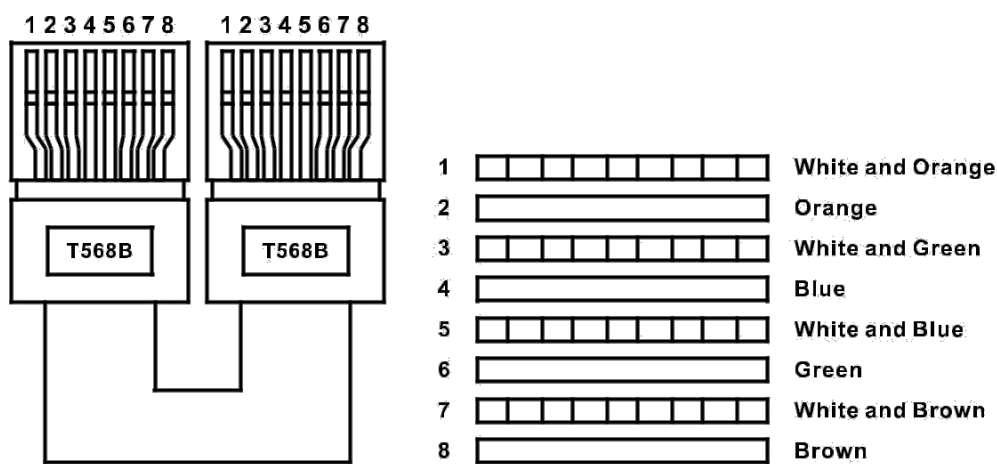 1 2 3 4 5 6 7 8
1 2 3 4 5 6 7 8
T568B
T568B
1 White and Orange
2 Orange
3 White and Green
4 Blue
5 White and Blue
6 Green
7 White and Brown
8 Brown